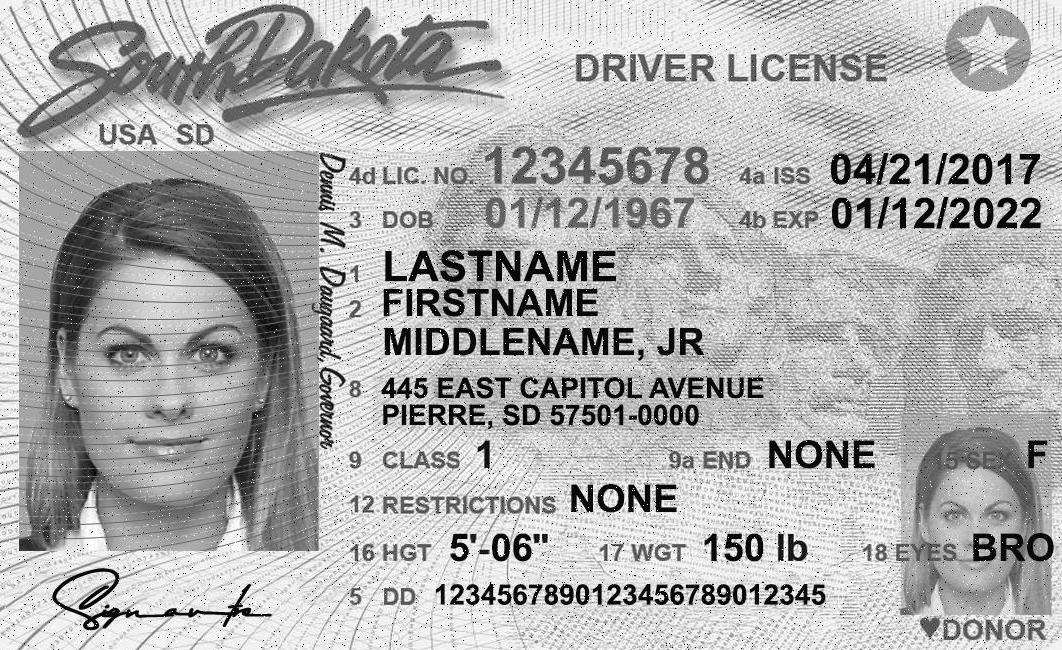 South Dakota
DRIVER LICENSE
USA SD
Dennis M. Daugaard, Governor
4d LIC. NO. 12345678 4a ISS 04/21/2017
3 DOB 01/12/1967 4b EXP 01/12/2022
1 LASTNAME
2 FIRSTNAME
MIDDLENAME, JR
8 445 EAST CAPITOL AVENUE
PIERRE, SD 57501-0000
9 CLASS 1 9a END NONE 15 SEX F
12 RESTRICTIONS NONE
16 HGT 5'-06" 17 WGT 150 lb 18 EYES BRO
5 DD 1234567890123456789012345
Signature
♥DONOR